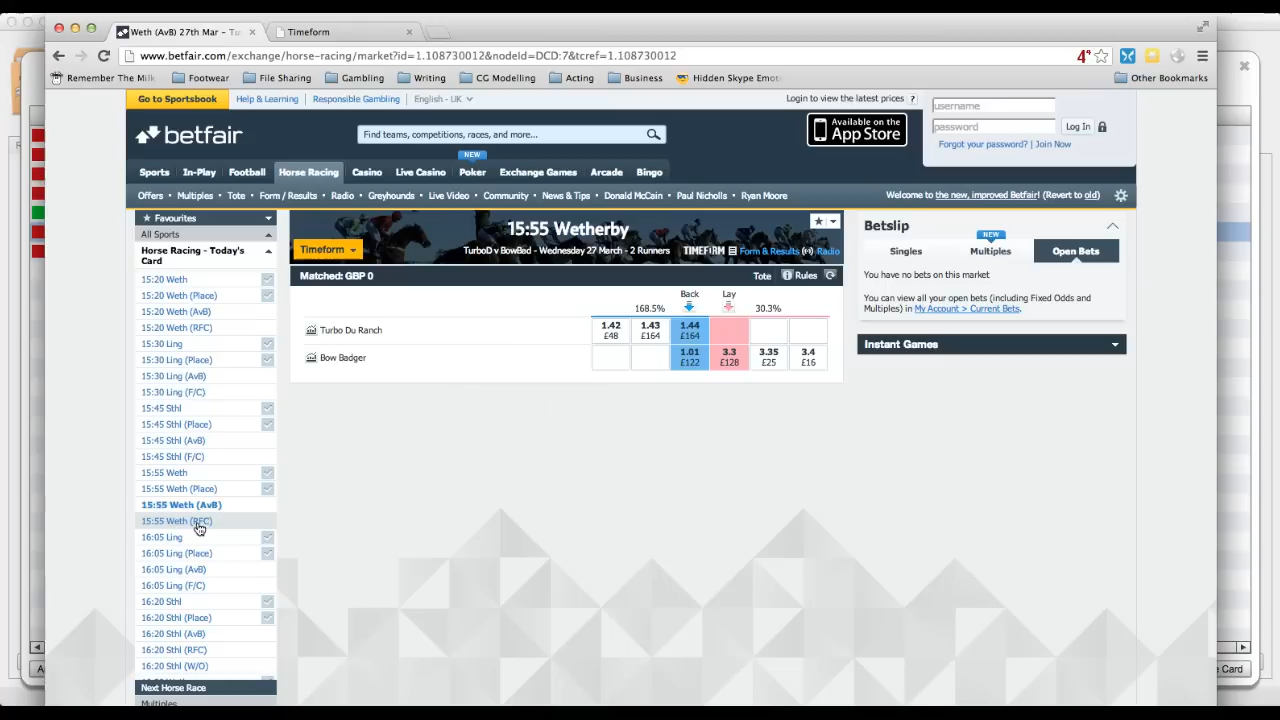 Weth (AvB) 27th Mar - Tu
Timeform
www.betfair.com/exchange/horse-racing/market?id=1.108730012&nodeId=DCD:7&tcref=1.108730012
4
Remember The Milk Footwear File Sharing Gambling Writing CG Modelling Acting Business Hidden Skype Emot Other Bookmarks
Go to Sportsbook Help & Learning Responsible Gambling English - UK
Login to view the latest prices ?
username
betfair
Find teams, competitions, races, and more...
Available on the
App Store
password
Log In
Forgot your password? | Join Now
NEW
Sports In-Play Football Horse Racing Casino Live Casino Poker Exchange Games Arcade Bingo
Offers Multiples Tote Form / Results Radio Greyhounds Live Video Community News & Tips Donald McCain Paul Nicholls Ryan Moore
Welcome to the new, improved Betfair! (Revert to old)
Favourites
All Sports
Horse Racing - Today's
Card
15:20 Weth
15:20 Weth (Place)
15:20 Weth (AvB)
15:20 Weth (RFC)
15:30 Ling
15:30 Ling (Place)
15:30 Ling (AvB)
15:30 Ling (F/C)
15:45 Sthl
15:45 Sthl (Place)
15:45 Sthl (AvB)
15:45 Sthl (F/C)
15:55 Weth
15:55 Weth (Place)
15:55 Weth (AvB)
15:55 Weth (RFC)
16:05 Ling
16:05 Ling (Place)
16:05 Ling (AvB)
16:05 Ling (F/C)
16:20 Sthl
16:20 Sthl (Place)
16:20 Sthl (AvB)
16:20 Sthl (RFC)
16:20 Sthl (W/O)
Next Horse Race
Multiples
15:55 Wetherby
Timeform
TurboD v BowBad - Wednesday 27 March - 2 Runners
TIMEFORM Form & Results Radio
Matched: GBP 0
Tote Rules
Back Lay
168.5% 30.3%
Turbo Du Ranch
1.42 1.43 1.44
£48 £164 £164
Bow Badger
1.01 3.3 3.35 3.4
£122 £128 £25 £16
Betslip
NEW
Singles Multiples Open Bets
You have no bets on this market
You can view all your open bets (including Fixed Odds and
Multiples) in My Account > Current Bets.
Instant Games
Card